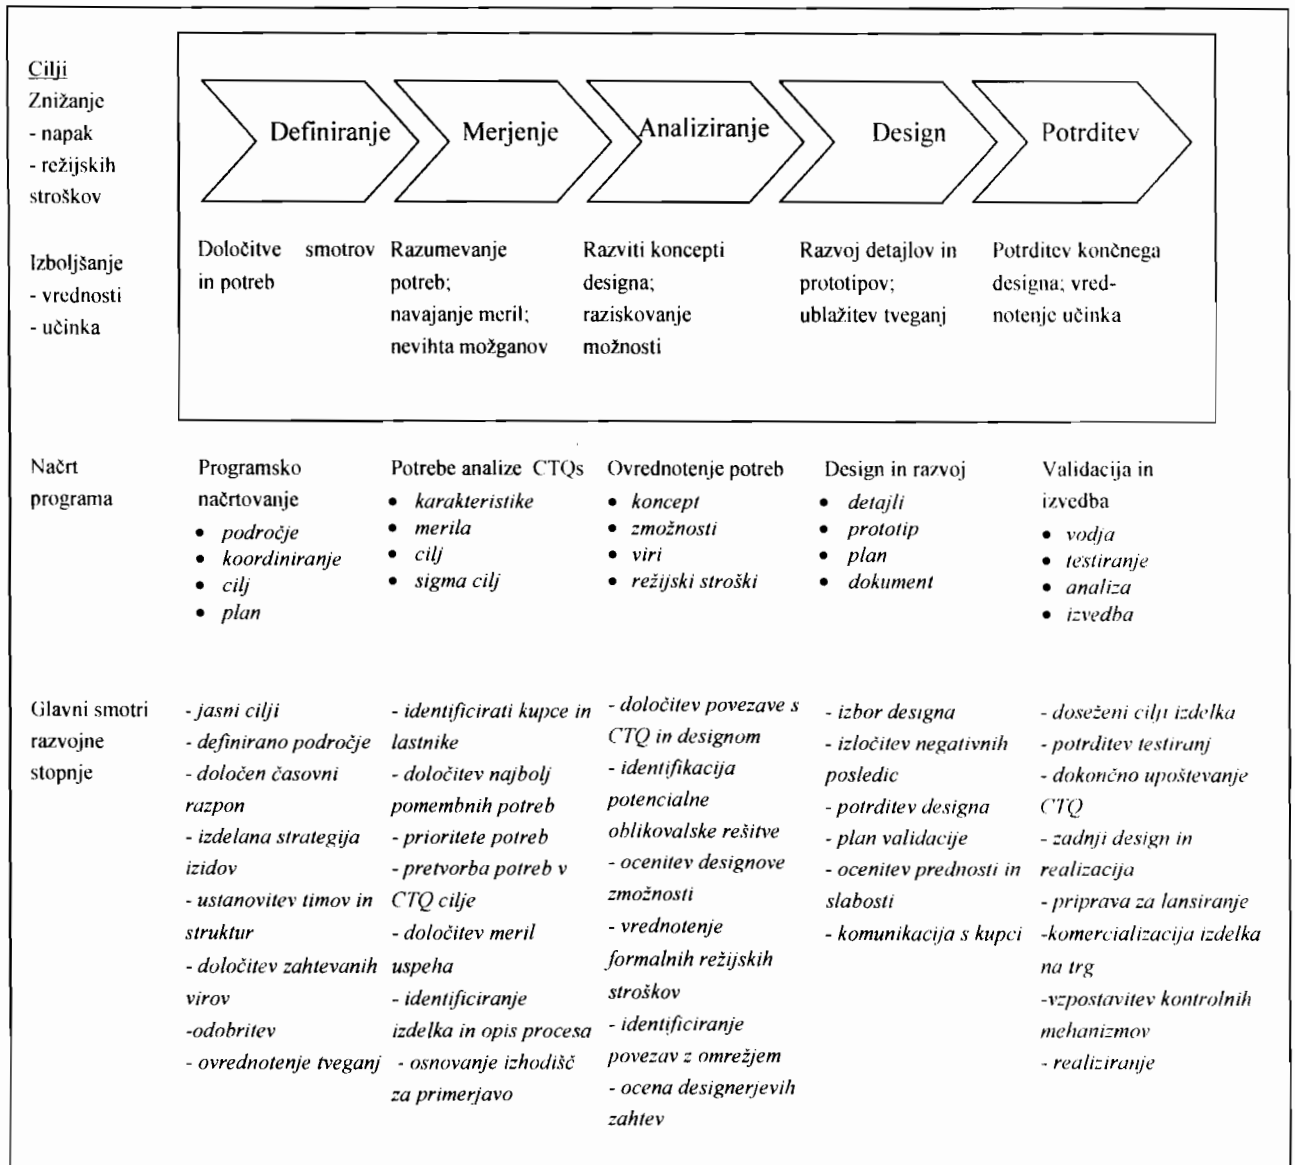 Cilji
Znižanje
- napak
- režijskih
stroškov
Izboljšanje
- vrednosti
- učinka
Definiranje
Merjenje
Analiziranje
Design
Potrditev
Določitve smotrov
in potreb
Razumevanje
potreb;
navajanje meril;
nevihta možganov
Razviti koncepti
designa;
raziskovanje
možnosti
Razvoj detajlov in
prototipov;
ublažitev tveganj
Potrditev končnega
designa; vred-
notenje učinka
Načrt
programa
Programsko
načrtovanje
• področje
• koordiniranje
• cilj
• plan
Potrebe analize CTQs
• karakteristike
• merila
• cilj
• sigma cilj
Ovrednotenje potreb
• koncept
• zmožnosti
• viri
• režijski stroški
Design in razvoj
• detajli
• prototip
• plan
• dokument
Validacija in
izvedba
• vodja
• testiranje
• analiza
• izvedba
Glavni smotri
razvojne
stopnje
- jasni cilji
- definirano področje
- določen časovni
razpon
- izdelana strategija
izidov
- ustanovitev timov in
struktur
- določitev zahtevanih
virov
-odobritev
- ovrednotenje tveganj
- identificirati kupce in
lastnike
- določitev najbolj
pomembnih potreb
- prioritete potreb
- pretvorba potreb v
CTQ cilje
- določitev meril
uspeha
- identificiranje
izdelka in opis procesa
- osnovanje izhodišč
za primerjavo
- določitev povezave s
CTQ in designom
- identifikacija
potencialne
oblikovalske rešitve
- ocenitev designove
zmožnosti
- vrednotenje
formalnih režijskih
stroškov
- identificiranje
povezav z omrežjem
- ocena designerjevih
zahtev
- izbor designa
- izločitev negativnih
posledic
- potrditev designa
- plan validacije
- ocenitev prednosti in
slabosti
- komunikacija s kupci
- doseženi cilji izdelka
- potrditev testiranj
- dokončno upoštevanje
CTQ
- zadnji design in
realizacija
- priprava za lansiranje
-komercializacija izdelka
na trg
-vzpostavitev kontrolnih
mehanizmov
- realiziranje